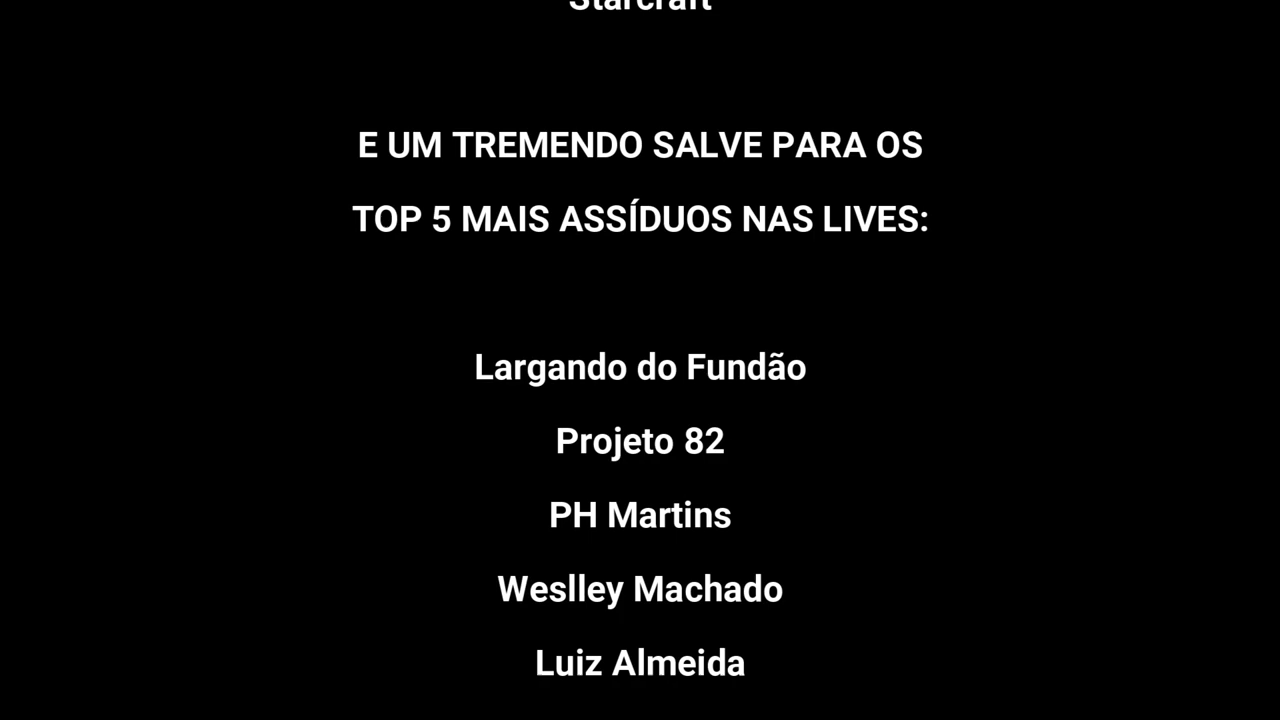 Starcraft
E UM TREMENDO SALVE PARA OS
TOP 5 MAIS ASSÍDUOS NAS LIVES:
Largando do Fundão
Projeto 82
PH Martins
Weslley Machado
Luiz Almeida